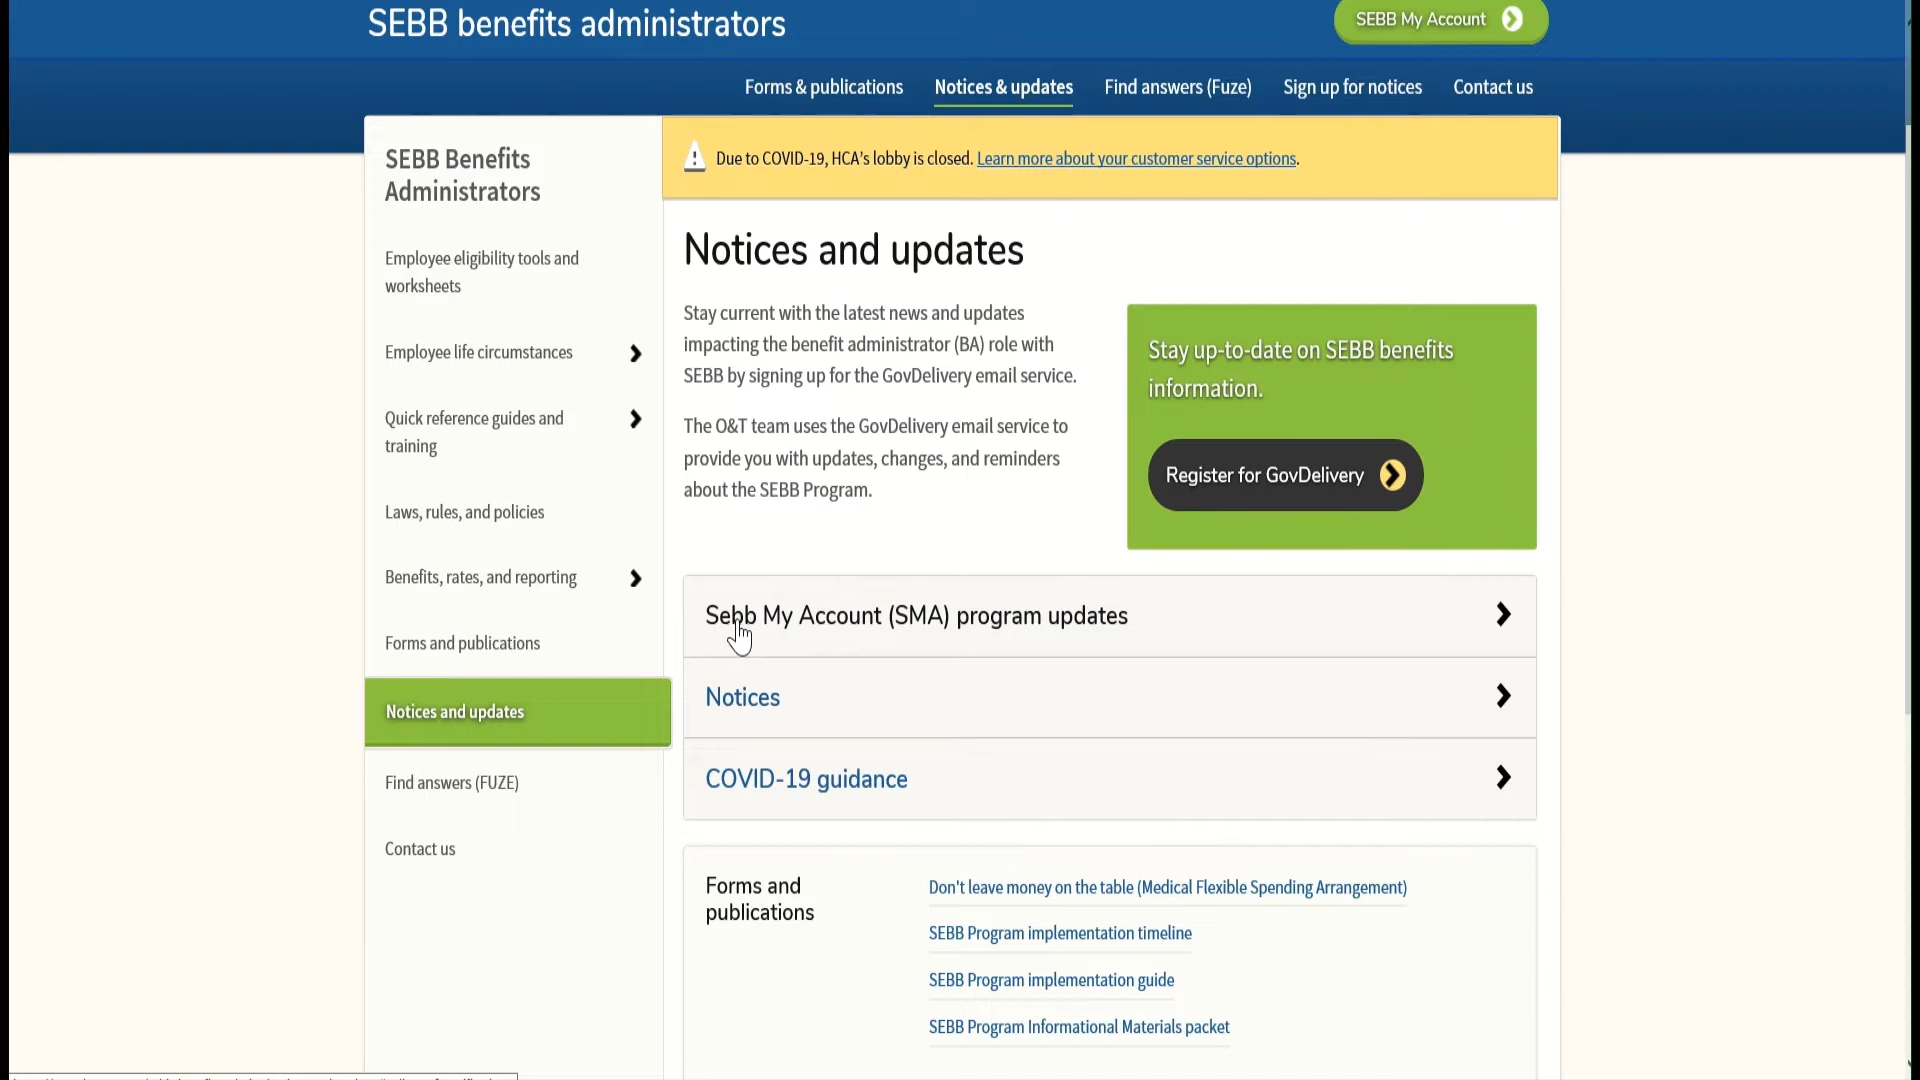 SEBB benefits administrators
SEBB My Account
Forms & publications
Notices & updates
Find answers (Fuze)
Sign up for notices
Contact us
SEBB Benefits
Administrators
Employee eligibility tools and
worksheets
Employee life circumstances
Quick reference guides and
training
Laws, rules, and policies
Benefits, rates, and reporting
Forms and publications
Notices and updates
Find answers (FUZE)
Contact us
Due to COVID-19, HCA's lobby is closed. Learn more about your customer service options.
Notices and updates
Stay current with the latest news and updates
impacting the benefit administrator (BA) role with
SEBB by signing up for the GovDelivery email service.
The O&T team uses the GovDelivery email service to
provide you with updates, changes, and reminders
about the SEBB Program.
Stay up-to-date on SEBB benefits
information.
Register for GovDelivery
Sebb My Account (SMA) program updates
Notices
COVID-19 guidance
Forms and
publications
Don't leave money on the table (Medical Flexible Spending Arrangement)
SEBB Program implementation timeline
SEBB Program implementation guide
SEBB Program Informational Materials packet